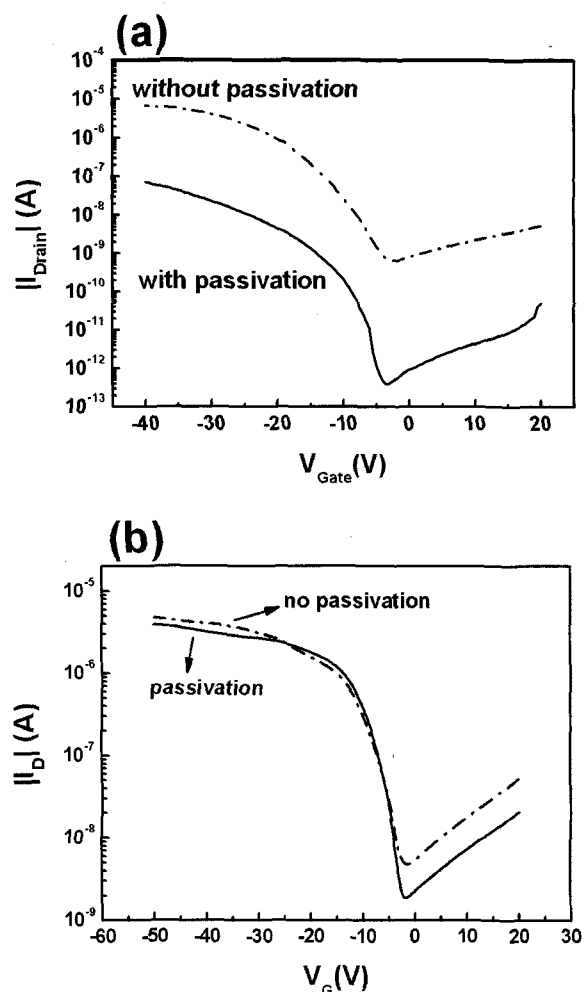 (a)
10^-4
10^-5
10^-6
10^-7
10^-8
10^-9
10^-10
10^-11
10^-12
10^-13
|I_Drain| (A)
without passivation
with passivation
-40 -30 -20 -10 0 10 20
V_Gate(V)
(b)
10^-5
10^-6
10^-7
10^-8
10^-9
|I_D| (A)
no passivation
passivation
-60 -50 -40 -30 -20 -10 0 10 20 30
V_G(V)